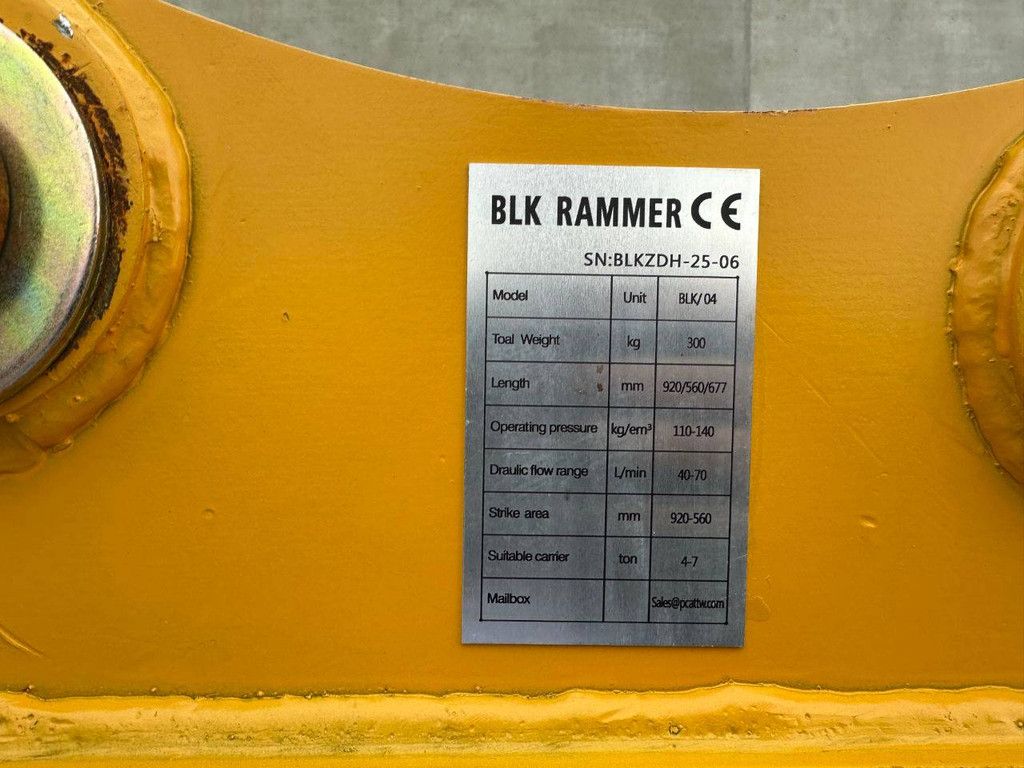 BLK RAMMER CE
SN:BLKZDH-25-06
Model Unit BLK/04
Toal Weight kg 300
Length mm 920/560/677
Operating pressure kg/em³ 110-140
Draulic flow range L/min 40-70
Strike area mm 920-560
Suitable carrier ton 4-7
Mailbox Sales@pcattw.com